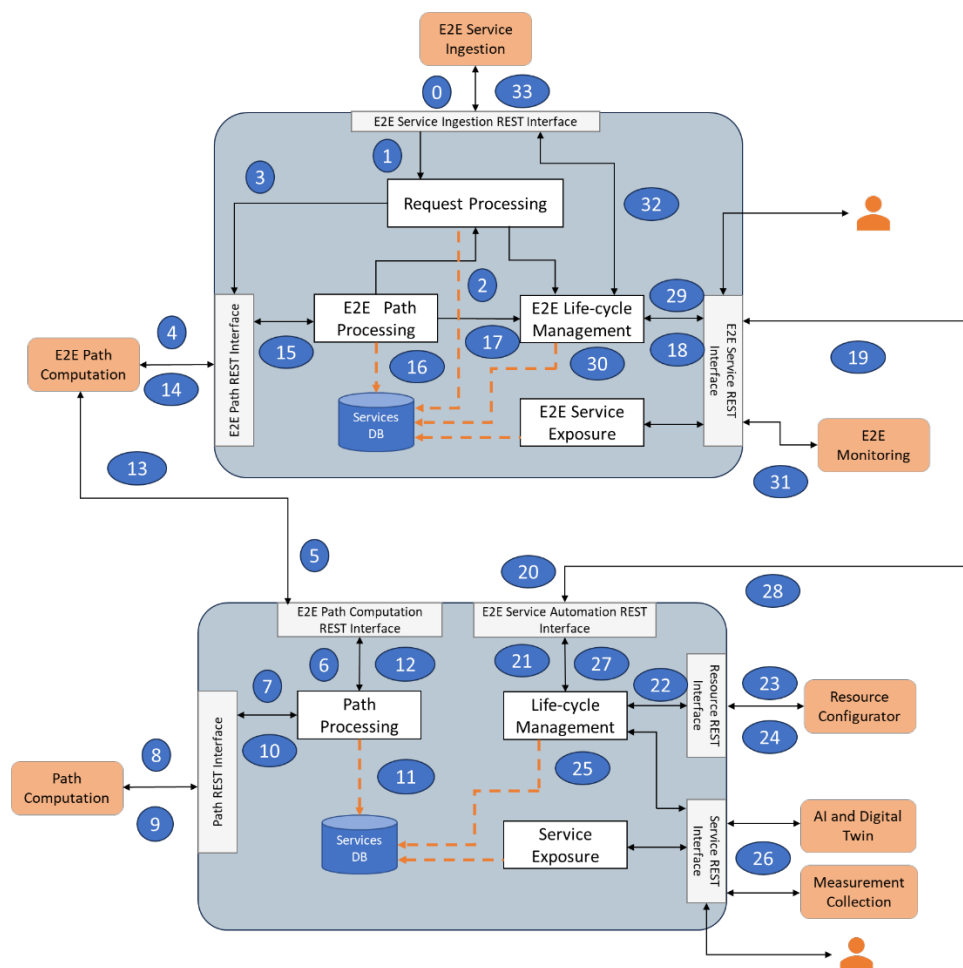 E2E Service
Ingestion
0
33
E2E Service Ingestion REST Interface
1
3
Request Processing
32
2
29
E2E Path
Processing
E2E Life-cycle
Management
E2E Path REST Interface
E2E Service REST
Interface
4
15
17
18
19
E2E Path
Computation
14
16
30
Services
DB
E2E Service
Exposure
E2E
Monitoring
13
31
5
20
28
E2E Path Computation
REST Interface
E2E Service Automation REST
Interface
6
12
21
27
7
22
23
Resource REST
Interface
Path
Processing
Life-cycle
Management
Resource
Configurator
Path REST Interface
10
24
8
11
25
Path
Computation
9
Services
DB
Service
Exposure
Service REST
Interface
AI and Digital
Twin
26
Measurement
Collection